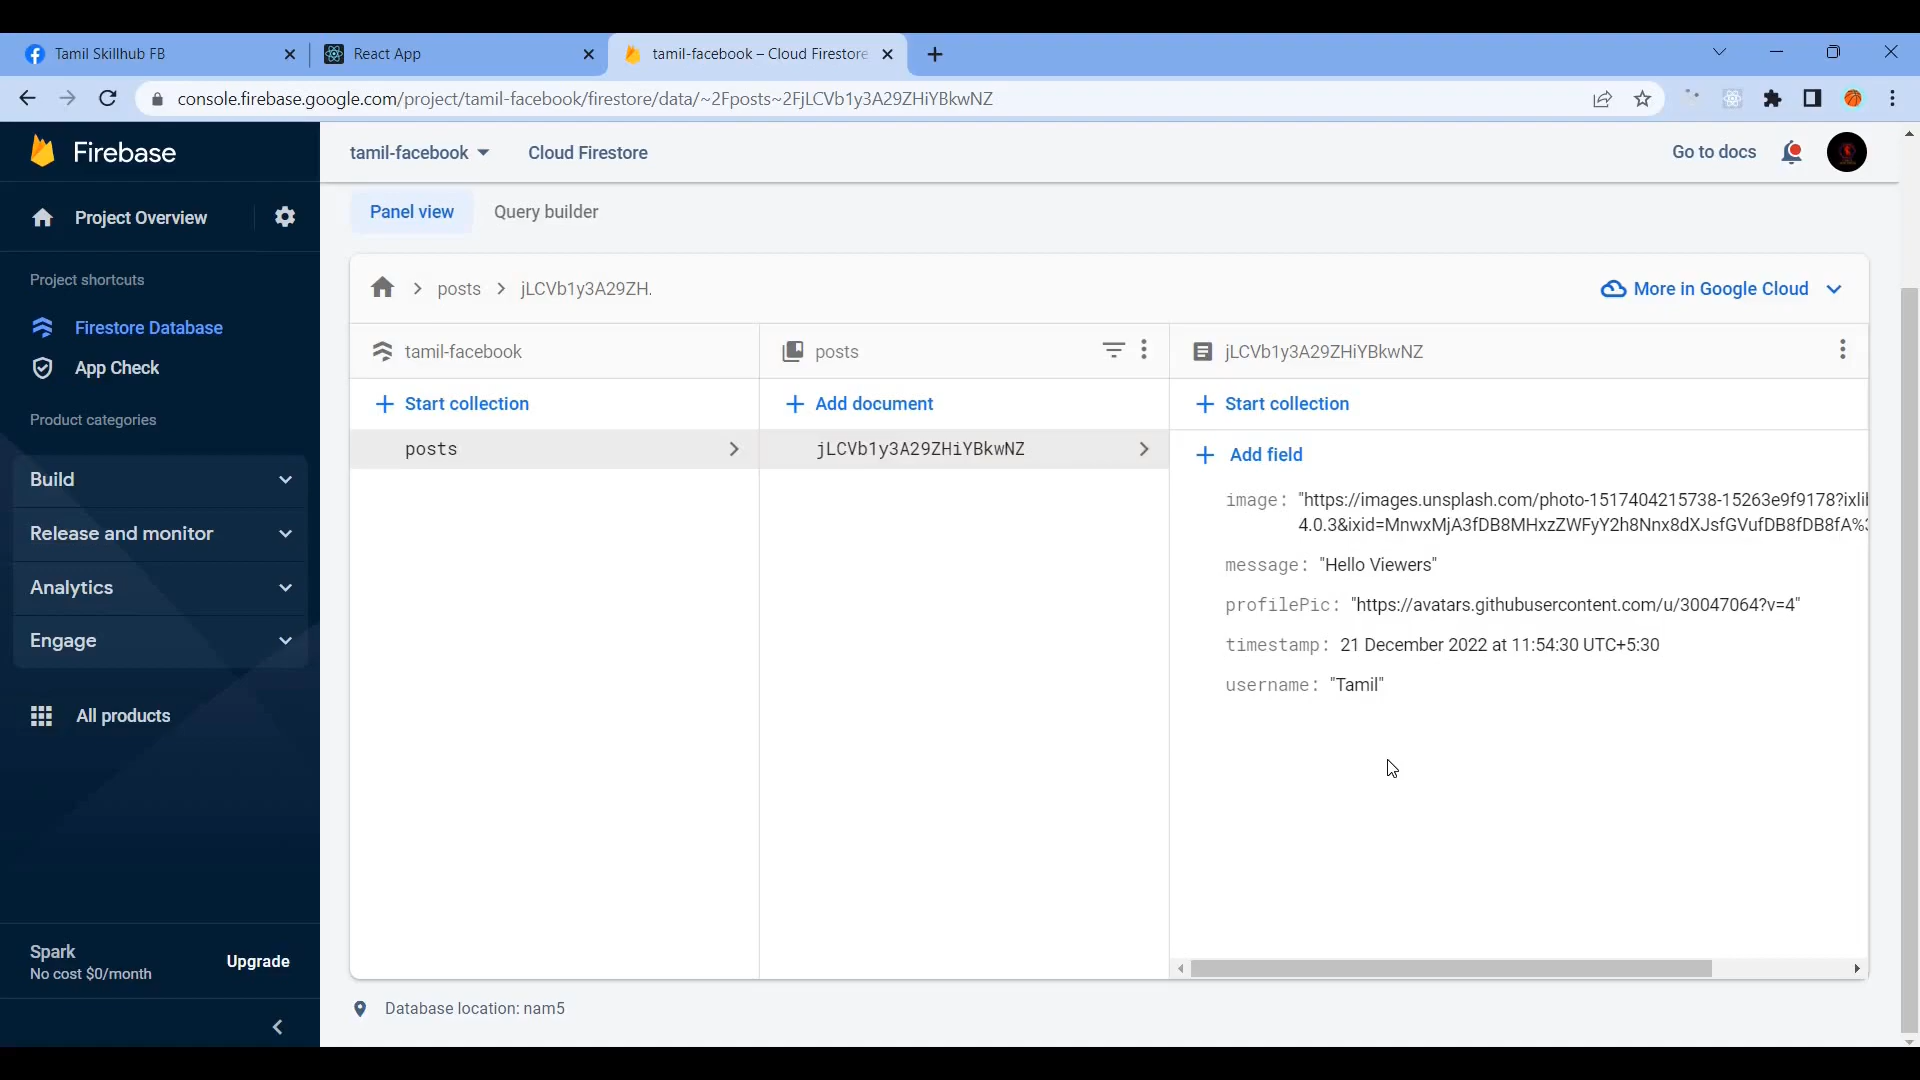 Tamil Skillhub FB
React App
tamil-facebook – Cloud Firestore
console.firebase.google.com/project/tamil-facebook/firestore/data/~2Fposts~2FjLCVb1y3A29ZHiYBkwNZ
Firebase
tamil-facebook
Cloud Firestore
Go to docs
Project Overview
Panel view
Query builder
Project shortcuts
posts
jLCVb1y3A29ZH.
More in Google Cloud
Firestore Database
tamil-facebook
posts
jLCVb1y3A29ZHiYBkwNZ
App Check
Start collection
Add document
Start collection
Product categories
posts
jLCVb1y3A29ZHiYBkwNZ
Add field
Build
image: "https://images.unsplash.com/photo-1517404215738-15263e9f9178?ixlil
4.0.3&ixid=MnwxMjA3fDB8MHxzZWFyY2h8Nnx8dXJsfGVufDB8fDB8fA%3
Release and monitor
message: "Hello Viewers"
Analytics
profilePic: "https://avatars.githubusercontent.com/u/30047064?v=4"
Engage
timestamp: 21 December 2022 at 11:54:30 UTC+5:30
username: "Tamil"
All products
Spark
No cost $0/month
Upgrade
Database location: nam5